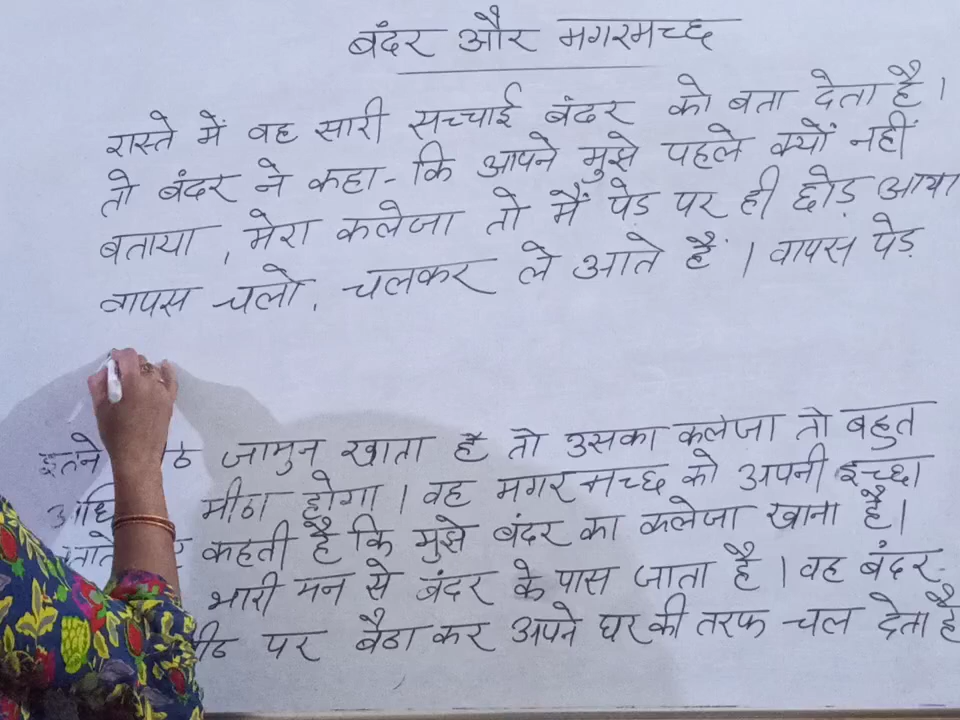 बंदर और मगरमच्छ
रास्ते में वह सारी सच्चाई बंदर को बता देता है।
तो बंदर ने कहा- कि आपने मुझे पहले क्यों नहीं
बताया, मेरा कलेजा तो मैं पेड़ पर ही छोड़ आया
वापस चलो, चलकर ले आते हैं। वापस पेड़
इतने जामुन खाता है तो उसका कलेजा तो बहुत
मीठा होगा। वह मगरमच्छ को अपनी इच्छा
कहती है कि मुझे बंदर का कलेजा खाना है।
भारी मन से बंदर के पास जाता है। वह बंदर
पर बैठाकर अपने घर की तरफ चल देता है